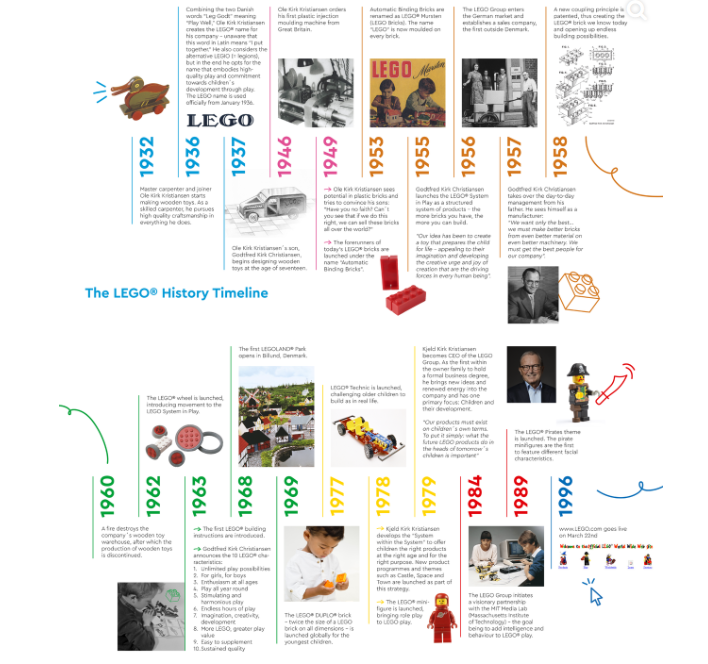 Combining the two Danish
words "Leg Godt" meaning
"Play Well," Ole Kirk Kristiansen
creates the LEGO® name for
his company – unaware that
this word in Latin means "I put
together." He also considers the
alternative LEGIO (= legions),
but in the end he opts for the
name that embodies high-
quality play and commitment
towards children´s
development through play.
The LEGO name is used
officially from January 1936.
LEGO
Ole Kirk Kristiansen orders
his first plastic injection
moulding machine from
Great Britain.
Automatic Binding Bricks are
renamed as LEGO® Mursten
(LEGO Bricks). The name
"LEGO" is now moulded on
every brick.
LEGO Mursten
The LEGO Group enters
the German market and
establishes a sales company,
the first outside Denmark.
A new coupling principle is
patented, thus creating the
LEGO® brick we know today
and opening up endless
building possibilities.
1932
1936
1937
1946
1949
1953
1955
1956
1957
1958
Master carpenter and joiner
Ole Kirk Kristiansen starts
making wooden toys. As a
skilled carpenter, he pursues
high quality craftsmanship in
everything he does.
Ole Kirk Kristiansen´s son,
Godtfred Kirk Christiansen,
begins designing wooden
toys at the age of seventeen.
→ Ole Kirk Kristiansen sees
potential in plastic bricks and
tries to convince his sons:
"Have you no faith? Can´t
you see that if we do this
right, we can sell these bricks
all over the world?"
→ The forerunners of
today's LEGO® bricks are
launched under the
name "Automatic
Binding Bricks".
Godtfred Kirk Christiansen
launches the LEGO® System
in Play as a structured
system of products – the
more bricks you have, the
more you can build.
"Our idea has been to create
a toy that prepares the child
for life – appealing to their
imagination and developing
the creative urge and joy of
creation that are the driving
forces in every human being".
Godtfred Kirk Christiansen
takes over the day-to-day
management from his
father. He sees himself as a
manufacturer:
"We want only the best...
we must make better bricks
from even better material on
even better machinery. We
must get the best people for
our company".
The LEGO® History Timeline
The LEGO® wheel is launched,
introducing movement to the
LEGO System in Play.
The first LEGOLAND® Park
opens in Billund, Denmark.
LEGO® Technic is launched,
challenging older children to
build as in real life.
Kjeld Kirk Kristiansen
becomes CEO of the LEGO
Group. As the first within
the owner family to hold
a formal business degree,
he brings new ideas and
renewed energy into the
company and has one
primary focus: Children and
their development.
"Our products must exist
on children´s own terms.
To put it simply: what the
future LEGO products do in
the heads of tomorrow´s
children is important"
The LEGO® Pirates theme
is launched. The pirate
minifigures are the first
to feature different facial
characteristics.
1960
1962
1963
1968
1969
1977
1978
1979
1984
1989
1996
A fire destroys the
company´s wooden toy
warehouse, after which the
production of wooden toys
is discontinued.
→ The first LEGO® building
instructions are introduced.
→ Godtfred Kirk Christiansen
announces the 10 LEGO® cha-
racteristics:
1. Unlimited play possibilities
2. For girls, for boys
3. Enthusiasm at all ages
4. Play all year round
5. Stimulating and
harmonious play
6. Endless hours of play
7. Imagination, creativity,
development
8. More LEGO, greater play
value
9. Easy to supplement
10. Sustained quality
The LEGO® DUPLO® brick
– twice the size of a LEGO
brick on all dimensions – is
launched globally for the
youngest children.
→ Kjeld Kirk Kristiansen
develops the "System
within the System" to offer
children the right products
at the right age and for the
right purpose. New product
programmes and themes
such as Castle, Space and
Town are launched as part of
this strategy.
→ The LEGO® mini-
figure is launched,
bringing role play
to LEGO play.
The LEGO Group initiates
a visionary partnership
with the MIT Media Lab
(Massachusetts Institute
of Technology) – the goal
being to add intelligence and
behaviour to LEGO® play.
www.LEGO.com goes live
on March 22nd